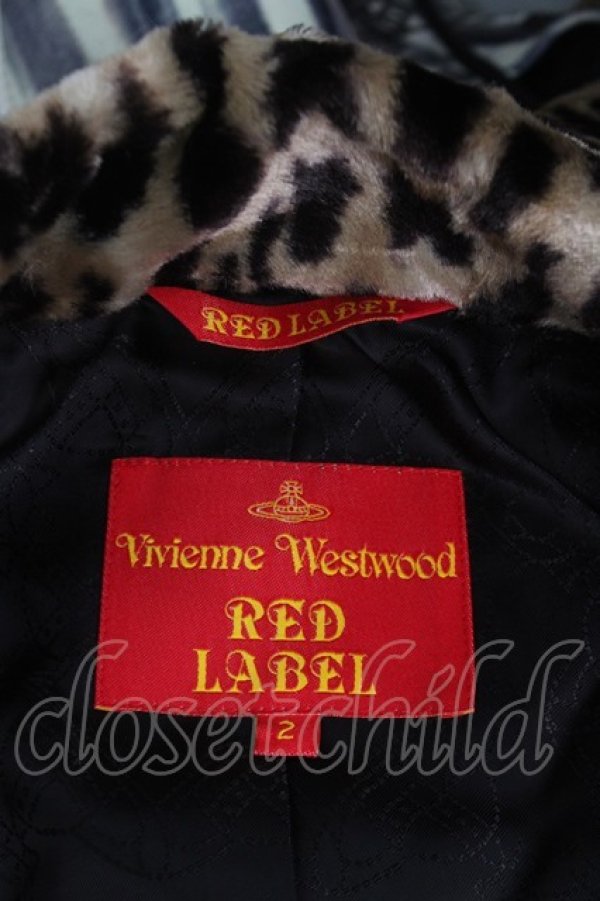 RED LABEL
Vivienne Westwood
RED
LABEL
2
closetchild